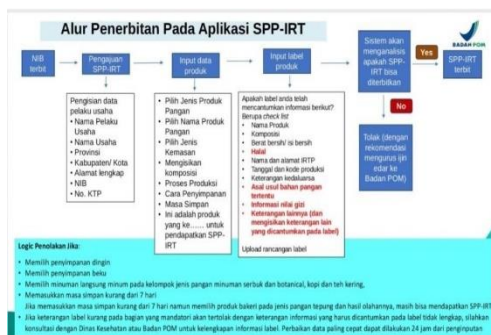 Alur Penerbitan Pada Aplikasi SPP-IRT
BADAN POM
NIB
terbit
Pengajuan
SPP-IRT
Input data
produk
Input label
produk
Sistem akan
menganalisis
apakah SPP-
IRT bisa
diterbitkan
Yes
SPP-IRT
terbit
No
Tolak (dengan
rekomendasi
mengurus ijin
edar ke
Badan POM)
Pengisian data
pelaku usaha
• Nama Pelaku
Usaha
• Nama Usaha
• Provinsi
• Kabupaten/ Kota
• Alamat lengkap
• NIB
• No. KTP
• Pilih Jenis Produk
Pangan
• Pilih Nama Produk
Pangan
• Pilih Jenis
Kemasan
• Mengisikan
komposisi
• Proses Produksi
• Cara Penyimpanan
• Masa Simpan
• Ini adalah produk
yang ke....... untuk
pendapatkan SPP-
IRT
Apakah label anda telah
mencantumkan informasi berikut?
Berupa check list
• Nama Produk
• Komposisi
• Berat bersih/ isi bersih
• Halal
• Nama dan alamat IRTP
• Tanggal dan kode produksi
• Keterangan kedaluarsa
• Asal usul bahan pangan
tertentu
• Informasi nilai gizi
• Keterangan lainnya (dan
mengisikan keterangan lain
yang dicantumkan pada label)
Upload rancangan label
Logic Penolakan Jika:
• Memilih penyimpanan dingin
• Memilih penyimpanan beku
• Memilih minuman langsung minum pada kelompok jenis pangan minuman serbuk dan botanical, kopi dan teh kering,
• Memasukkan masa simpan kurang dari 7 hari
Jika memasukkan masa simpan kurang dari 7 hari namun memilih produk bakeri pada jenis pangan tepung dan hasil olahannya, masih bisa mendapatkan SPP-IRT
• Jika keterangan label kurang pada bagian yang mandatori akan tertolak dengan keterangan informasi yang harus dicantumkan pada label tidak lengkap, silahkan
konsultasi dengan Dinas Kesehatan atau Badan POM untuk kelengkapan informasi label. Perbaikan data paling cepat dapat dilakukan 24 jam dari penputusan.